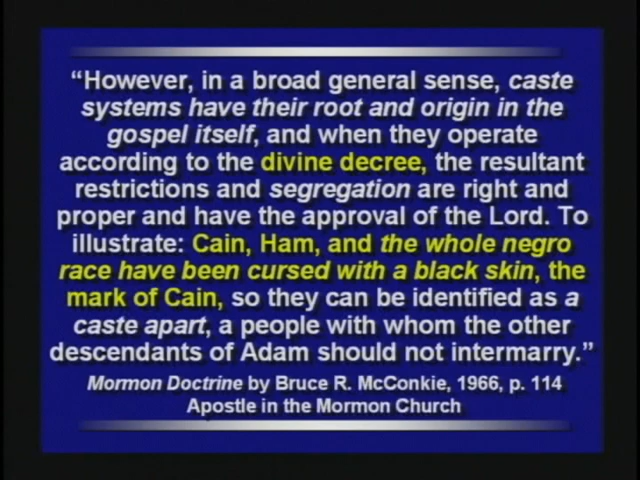 “However, in a broad general sense, caste
systems have their root and origin in the
gospel itself, and when they operate
according to the divine decree, the resultant
restrictions and segregation are right and
proper and have the approval of the Lord. To
illustrate: Cain, Ham, and the whole negro
race have been cursed with a black skin, the
mark of Cain, so they can be identified as a
caste apart, a people with whom the other
descendants of Adam should not intermarry.”
Mormon Doctrine by Bruce R. McConkie, 1966, p. 114
Apostle in the Mormon Church